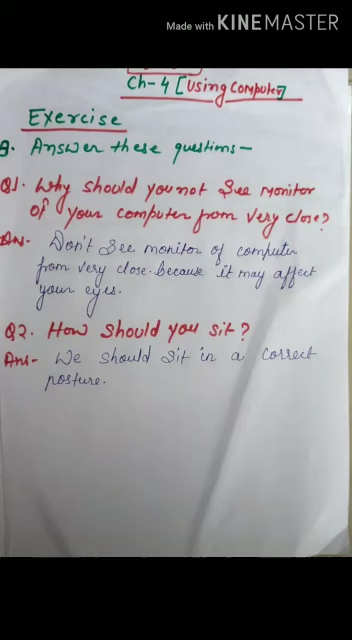 Made with KINEMASTER
Ch-4 [Using Computer]
Exercise
B. Answer these questions-
Q1. Why should you not See monitor
of your computer from very close?
Ans. Don't See monitor of computer
from very close. because it may affect
your eyes.
Q2. How should you sit?
Ans- We should sit in a correct
posture.